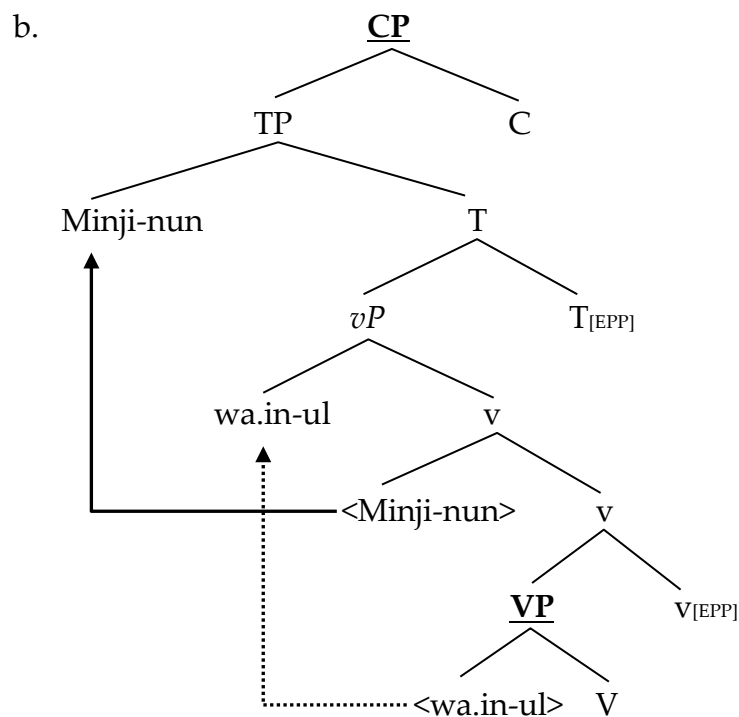 b. CP
TP C
Minji-nun T
vP T[EPP]
wa.in-ul v
<Minji-nun> v
VP v[EPP]
<wa.in-ul> V